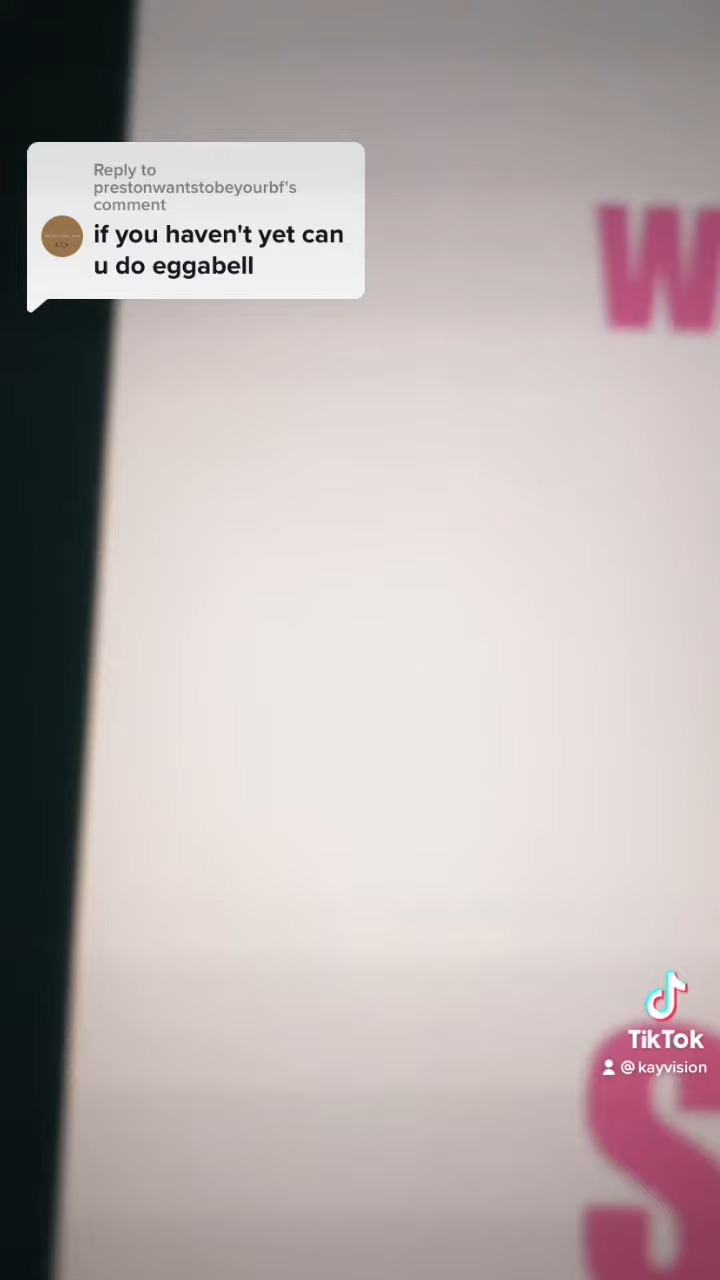 Reply to
prestonwantstobeyourbf's
comment
if you haven't yet can
u do eggabell
W
TikTok
@kayvision
S